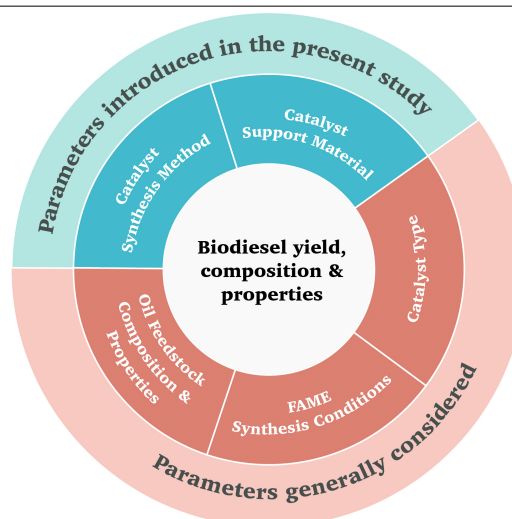 Parameters introduced in the present study
Catalyst
Synthesis Method
Catalyst
Support Material
Catalyst Type
Biodiesel yield,
composition &
properties
Oil Feedstock
Composition &
Properties
FAME
Synthesis Conditions
Parameters generally considered